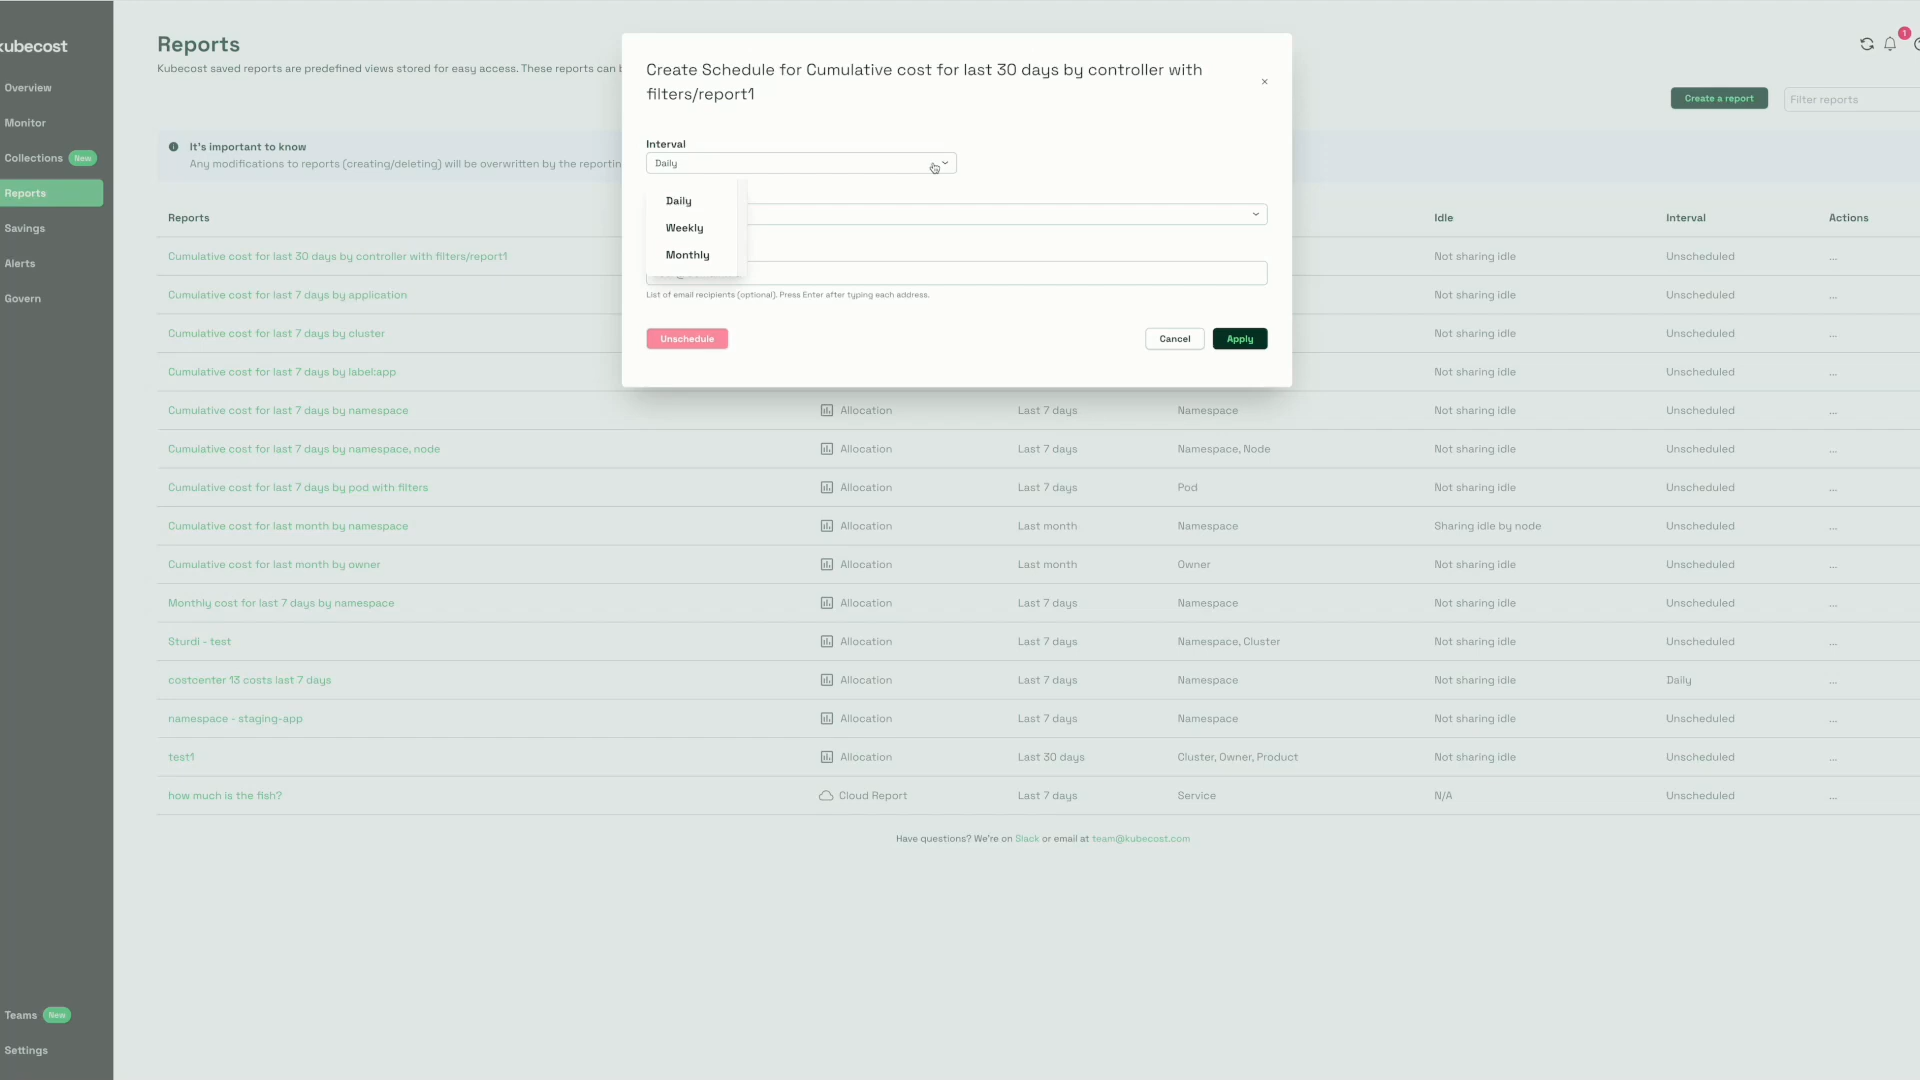 kubecost
Overview
Monitor
Collections New
Reports
Savings
Alerts
Govern
Teams New
Settings
Reports
Kubecost saved reports are predefined views stored for easy access. These reports can
1
Create a report
Filter reports
It's important to know
Any modifications to reports (creating/deleting) will be overwritten by the
Create Schedule for Cumulative cost for last 30 days by controller with
filters/report1
Interval
Daily
Daily
Weekly
Monthly
List of email recipients (optional). Press Enter after typing each address.
Unschedule
Cancel
Apply
Reports Idle Interval Actions
Cumulative cost for last 30 days by controller with filters/report1 Not sharing idle Unscheduled ...
Cumulative cost for last 7 days by application Not sharing idle Unscheduled ...
Cumulative cost for last 7 days by cluster Not sharing idle Unscheduled ...
Cumulative cost for last 7 days by label:app Not sharing idle Unscheduled ...
Cumulative cost for last 7 days by namespace Allocation Last 7 days Namespace Not sharing idle Unscheduled ...
Cumulative cost for last 7 days by namespace, node Allocation Last 7 days Namespace, Node Not sharing idle Unscheduled ...
Cumulative cost for last 7 days by pod with filters Allocation Last 7 days Pod Not sharing idle Unscheduled ...
Cumulative cost for last month by namespace Allocation Last month Namespace Sharing idle by node Unscheduled ...
Cumulative cost for last month by owner Allocation Last month Owner Not sharing idle Unscheduled ...
Monthly cost for last 7 days by namespace Allocation Last 7 days Namespace Not sharing idle Unscheduled ...
Sturdi - test Allocation Last 7 days Namespace, Cluster Not sharing idle Unscheduled ...
costcenter 13 costs last 7 days Allocation Last 7 days Namespace Not sharing idle Daily ...
namespace - staging-app Allocation Last 7 days Namespace Not sharing idle Unscheduled ...
test1 Allocation Last 30 days Cluster, Owner, Product Not sharing idle Unscheduled ...
how much is the fish? Cloud Report Last 7 days Service N/A Unscheduled ...
Have questions? We're on Slack or email at team@kubecost.com